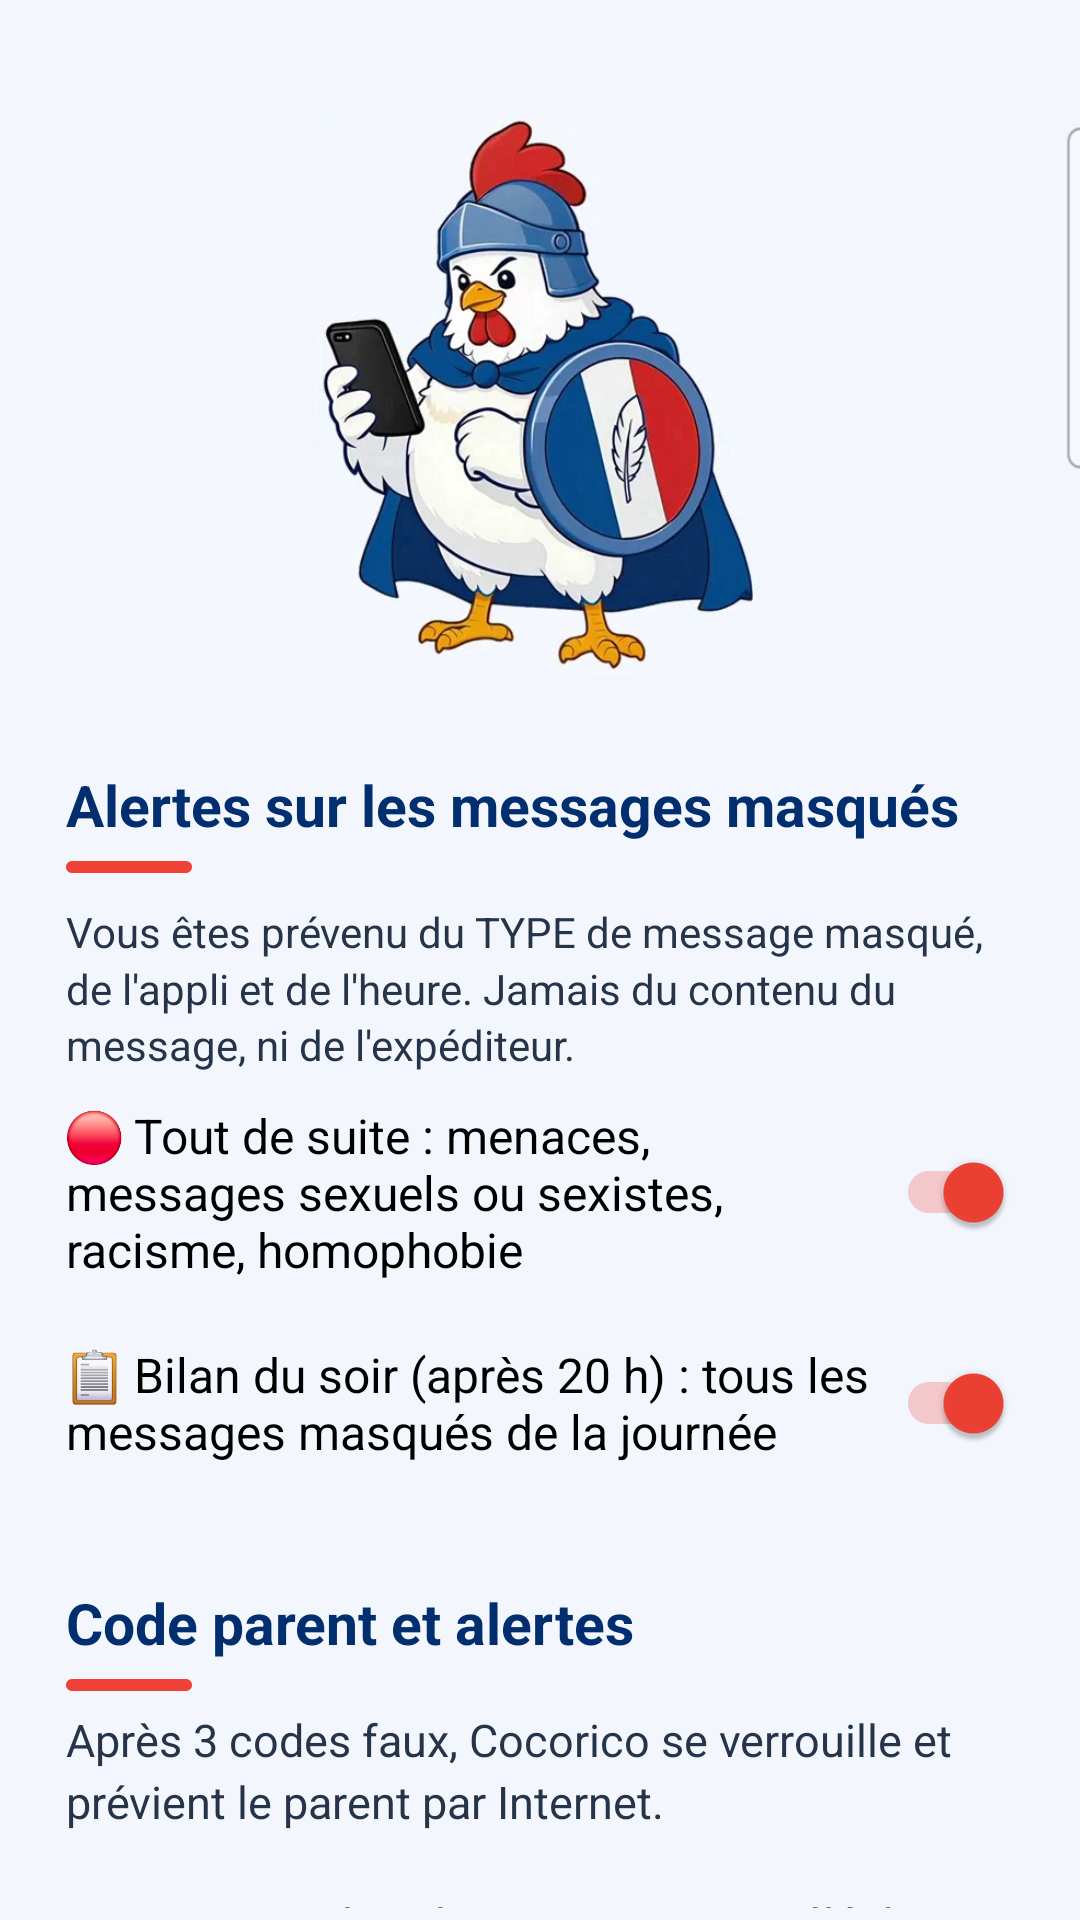 Alertes sur les messages masqués
Vous êtes prévenu du TYPE de message masqué,
de l'appli et de l'heure. Jamais du contenu du
message, ni de l'expéditeur.
🔴 Tout de suite : menaces,
messages sexuels ou sexistes,
racisme, homophobie
📋 Bilan du soir (après 20 h) : tous les
messages masqués de la journée
Code parent et alertes
Après 3 codes faux, Cocorico se verrouille et
prévient le parent par Internet.